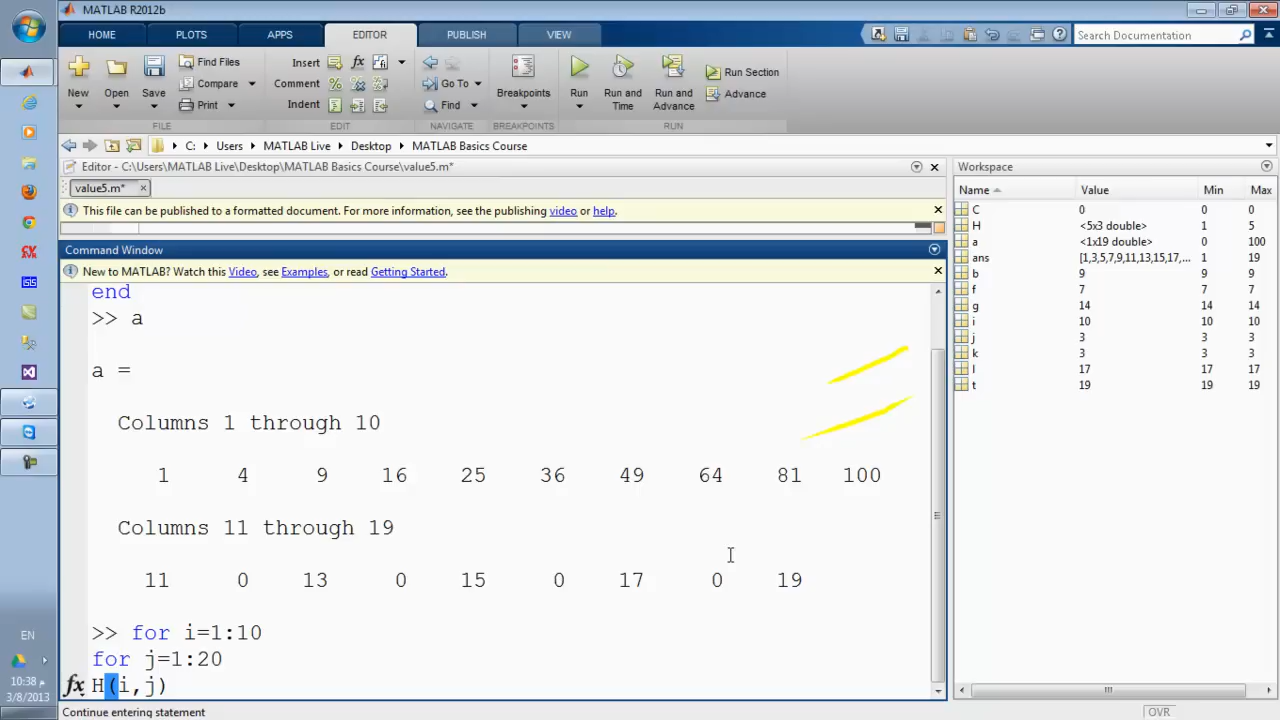 MATLAB R2012b
HOME PLOTS APPS EDITOR PUBLISH VIEW Search Documentation
New Open Save Find Files Compare Print Insert Comment Indent fx Go To Find Breakpoints Run Run and Time Run and Advance Run Section Advance
FILE EDIT NAVIGATE BREAKPOINTS RUN
C: Users MATLAB Live Desktop MATLAB Basics Course
Editor - C:\Users\MATLAB Live\Desktop\MATLAB Basics Course\value5.m*
value5.m*
This file can be published to a formatted document. For more information, see the publishing video or help.
Command Window
New to MATLAB? Watch this Video, see Examples, or read Getting Started.
end
>> a
a =
Columns 1 through 10
1 4 9 16 25 36 49 64 81 100
Columns 11 through 19
11 0 13 0 15 0 17 0 19
>> for i=1:10
for j=1:20
fx H(i,j)
Continue entering statement
OVR
Workspace
Name Value Min Max
C 0 0 0
H <5x3 double> 1 5
a <1x19 double> 0 100
ans [1,3,5,7,9,11,13,15,17,... 1 19
b 9 9 9
f 7 7 7
g 14 14 14
i 10 10 10
j 3 3 3
k 3 3 3
l 17 17 17
t 19 19 19
EN
10:38 م
3/8/2013